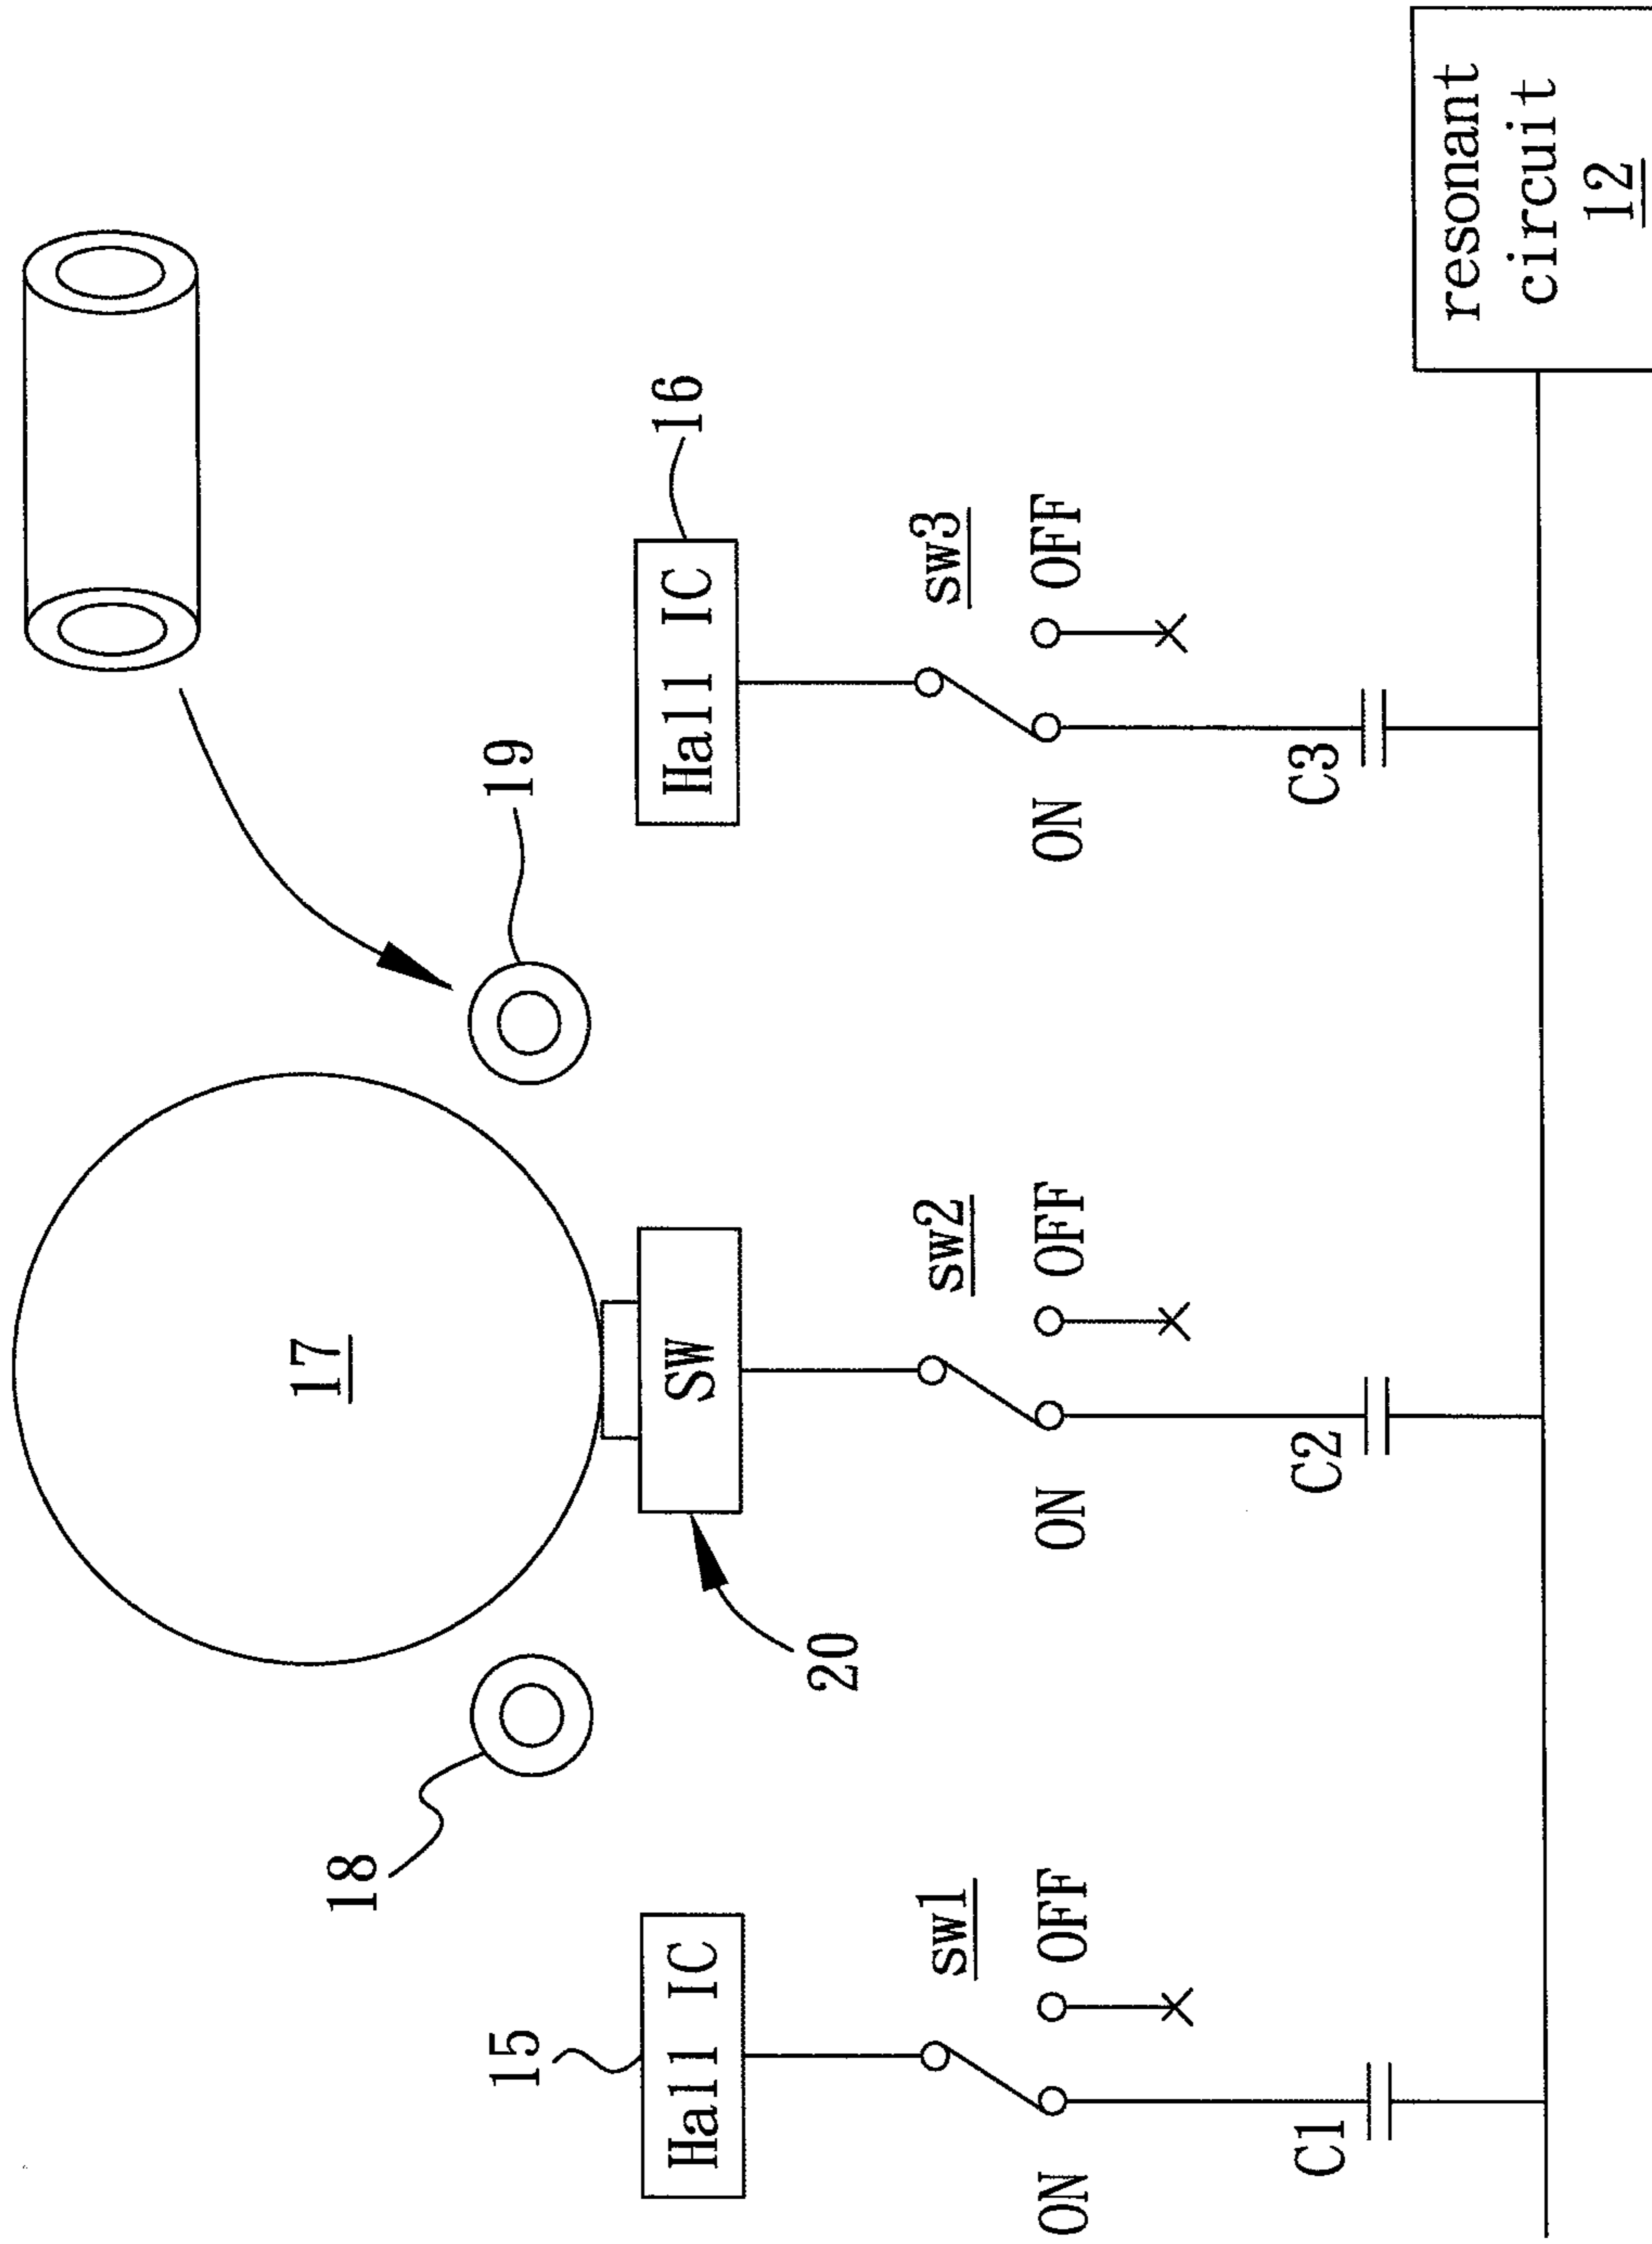 17
18
19
15
Hall IC
SW
Hall IC
16
20
sw1
sw2
sw3
ON
OFF
ON
OFF
ON
OFF
C1
C2
C3
resonant
circuit
12